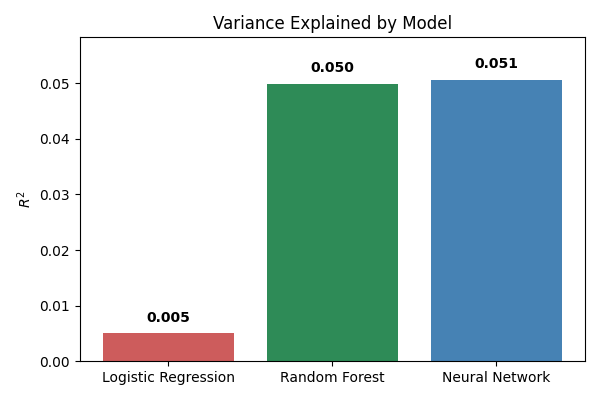 Variance Explained by Model
R²
0.05
0.04
0.03
0.02
0.01
0.00
0.005
0.050
0.051
Logistic Regression
Random Forest
Neural Network